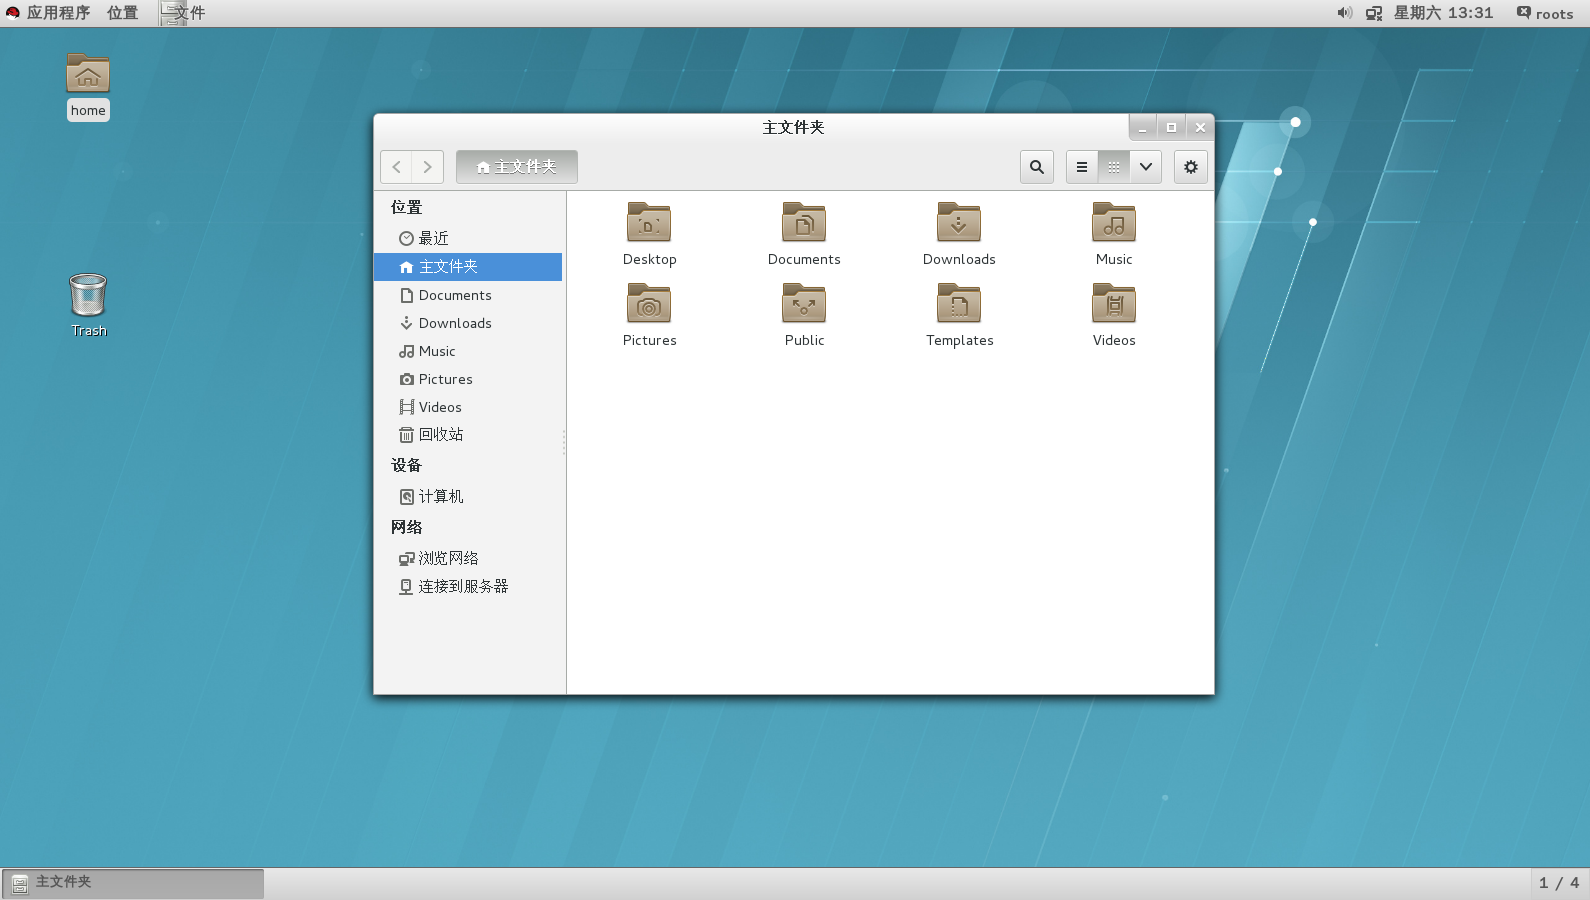 应用程序 位置 文件 星期六 13:31 roots
home
Trash
主文件夹
主文件夹
位置
最近
主文件夹
Documents
Downloads
Music
Pictures
Videos
回收站
设备
计算机
网络
浏览网络
连接到服务器
Desktop Documents Downloads Music
Pictures Public Templates Videos
主文件夹 1 / 4